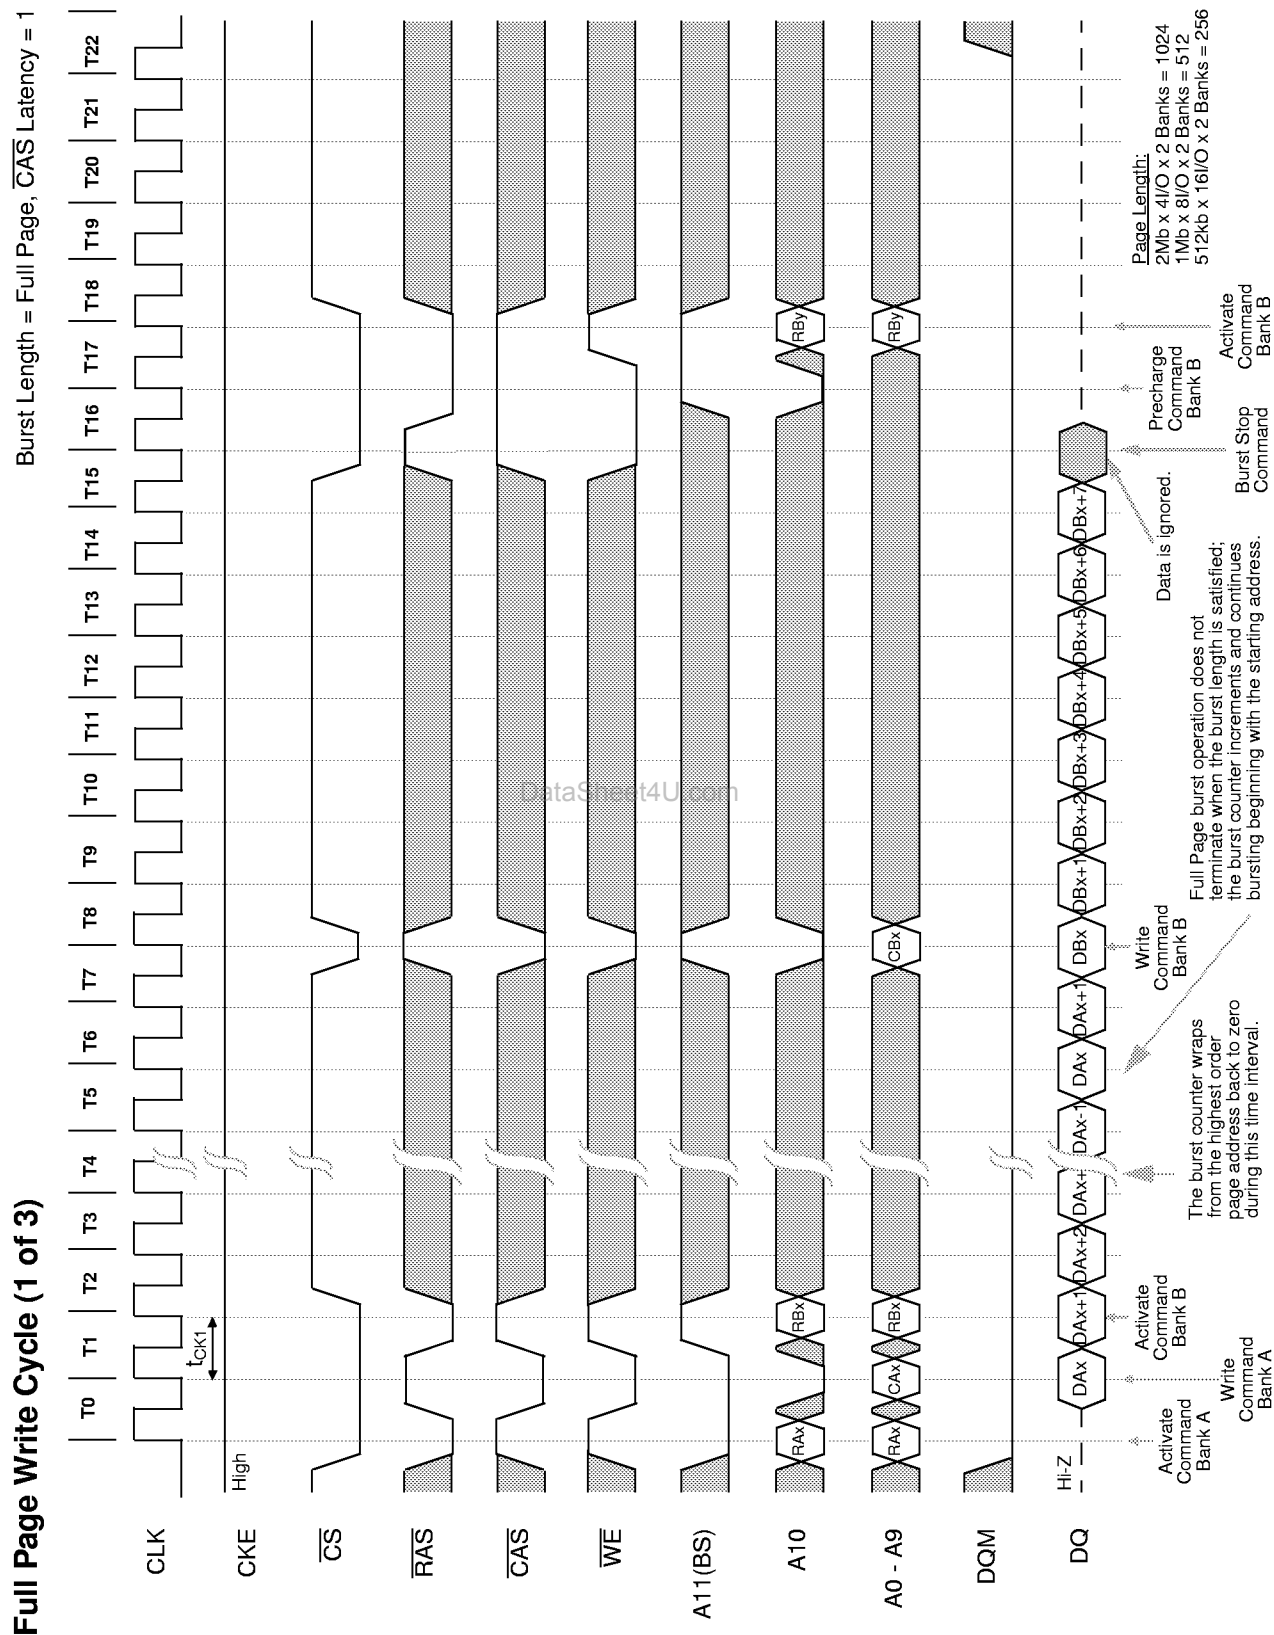 Full Page Write Cycle (1 of 3)
Burst Length = Full Page, CAS Latency = 1
T0 T1 T2 T3 T4 T5 T6 T7 T8 T9 T10 T11 T12 T13 T14 T15 T16 T17 T18 T19 T20 T21 T22
CLK
tCK1
CKE
High
CS
RAS
CAS
WE
A11(BS)
A10
RAx RBx RBy
A0 - A9
RAx CAx RBx CBx RBy
DQM
DQ
Hi-Z
DAx DAx+1 DAx+2 DAx+ DAx-1 DAx DAx+1 DBx DBx+1 DBx+2 DBx+3 DBx+4 DBx+5 DBx+6 DBx+7
Activate
Command
Bank A
Write
Command
Bank A
Activate
Command
Bank B
The burst counter wraps
from the highest order
page address back to zero
during this time interval.
Write
Command
Bank B
Full Page burst operation does not
terminate when the burst length is satisfied;
the burst counter increments and continues
bursting beginning with the starting address.
Data is ignored.
Burst Stop
Command
Precharge
Command
Bank B
Activate
Command
Bank B
Page Length:
2Mb x 4I/O x 2 Banks = 1024
1Mb x 8I/O x 2 Banks = 512
512kb x 16I/O x 2 Banks = 256
DataSheet4U.com